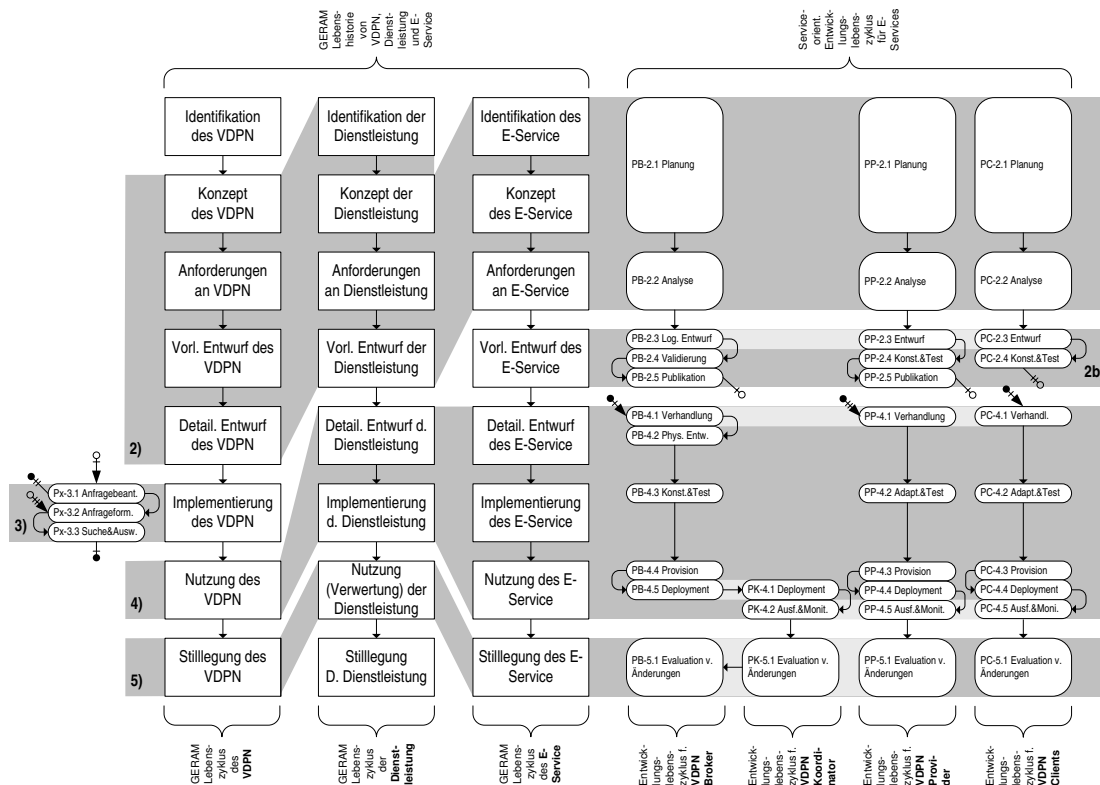 GERAM
Lebens-
historie
von
VDPN,
Dienst-
leistung
und E-
Service
Service-
orient.
Entwick-
lungs-
lebens-
zyklus
für E-
Services
Identifikation
des VDPN
Identifikation der
Dienstleistung
Identifikation des
E-Service
PB-2.1 Planung
PP-2.1 Planung
PC-2.1 Planung
Konzept
des VDPN
Konzept der
Dienstleistung
Konzept
des E-Service
Anforderungen
an VDPN
Anforderungen
an Dienstleistung
Anforderungen
an E-Service
PB-2.2 Analyse
PP-2.2 Analyse
PC-2.2 Analyse
Vorl. Entwurf des
VDPN
Vorl. Entwurf der
Dienstleistung
Vorl. Entwurf des
E-Service
PB-2.3 Log. Entwurf
PB-2.4 Validierung
PB-2.5 Publikation
PP-2.3 Entwurf
PP-2.4 Konst.&Test
PP-2.5 Publikation
PC-2.3 Entwurf
PC-2.4 Konst.&Test
2b
2)
Detail. Entwurf
des VDPN
Detail. Entwurf d.
Dienstleistung
Detail. Entwurf
des E-Service
PB-4.1 Verhandlung
PB-4.2 Phys. Entw.
PP-4.1 Verhandlung
PC-4.1 Verhandl.
3)
Px-3.1 Anfragebeant.
Px-3.2 Anfrageform.
Px-3.3 Suche&Ausw.
Implementierung
des VDPN
Implementierung
d. Dienstleistung
Implementierung
des E-Service
PB-4.3 Konst.&Test
PP-4.2 Adapt.&Test
PC-4.2 Adapt.&Test
4)
Nutzung des
VDPN
Nutzung
(Verwertung) der
Dienstleistung
Nutzung des E-
Service
PB-4.4 Provision
PB-4.5 Deployment
PK-4.1 Deployment
PK-4.2 Ausf.&Monit.
PP-4.3 Provision
PP-4.4 Deployment
PP-4.5 Ausf.&Monit.
PC-4.3 Provision
PC-4.4 Deployment
PC-4.5 Ausf.&Moni.
5)
Stilllegung des
VDPN
Stilllegung
D. Dienstleistung
Stilllegung des E-
Service
PB-5.1 Evaluation v.
Änderungen
PK-5.1 Evaluation v.
Änderungen
PP-5.1 Evaluation v.
Änderungen
PC-5.1 Evaluation v.
Änderungen
GERAM
Lebens-
zyklus
des VDPN
GERAM
Lebens-
zyklus
der
Dienst-
leistung
GERAM
Lebens-
zyklus
des E-
Service
Entwick-
lungs-
lebens-
zyklus f.
VDPN
Broker
Entwick-
lungs-
lebens-
zyklus f.
VDPN
Koordi-
nator
Entwick-
lungs-
lebens-
zyklus f.
VDPN
Provi-
der
Entwick-
lungs-
lebens-
zyklus f.
VDPN
Clients